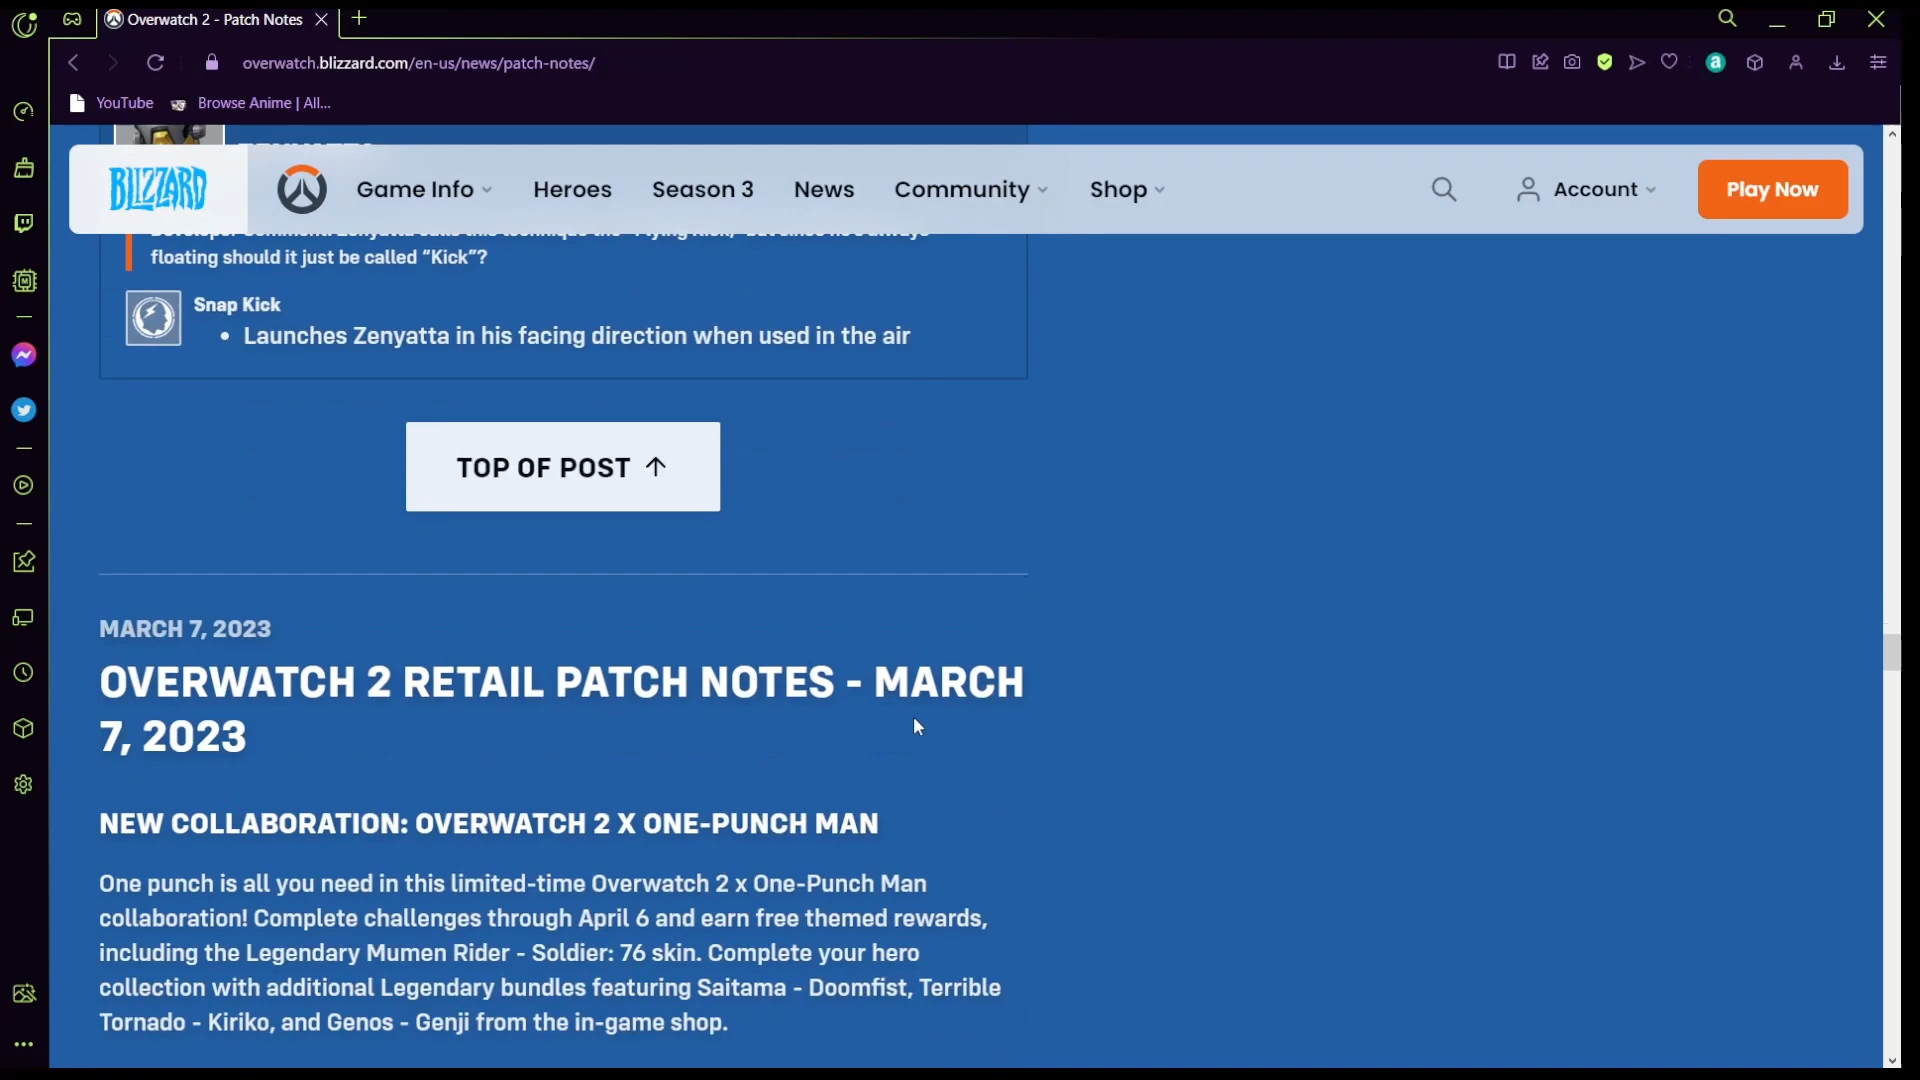 Overwatch 2 - Patch Notes
overwatch.blizzard.com/en-us/news/patch-notes/
YouTube
Browse Anime | All...
BLIZZARD
Game Info
Heroes
Season 3
News
Community
Shop
Account
Play Now
floating should it just be called “Kick”?
Snap Kick
• Launches Zenyatta in his facing direction when used in the air
TOP OF POST ↑
MARCH 7, 2023
OVERWATCH 2 RETAIL PATCH NOTES - MARCH
7, 2023
NEW COLLABORATION: OVERWATCH 2 X ONE-PUNCH MAN
One punch is all you need in this limited-time Overwatch 2 x One-Punch Man
collaboration! Complete challenges through April 6 and earn free themed rewards,
including the Legendary Mumen Rider - Soldier: 76 skin. Complete your hero
collection with additional Legendary bundles featuring Saitama - Doomfist, Terrible
Tornado - Kiriko, and Genos - Genji from the in-game shop.